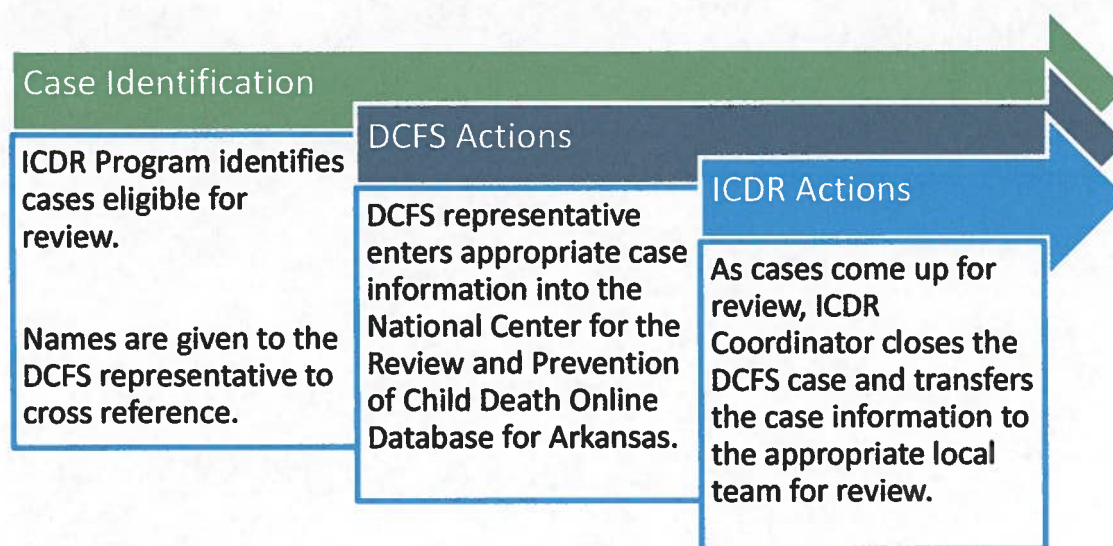 Case Identification
ICDR Program identifies
cases eligible for
review.
Names are given to the
DCFS representative to
cross reference.
DCFS Actions
DCFS representative
enters appropriate case
information into the
National Center for the
Review and Prevention
of Child Death Online
Database for Arkansas.
ICDR Actions
As cases come up for
review, ICDR
Coordinator closes the
DCFS case and transfers
the case information to
the appropriate local
team for review.